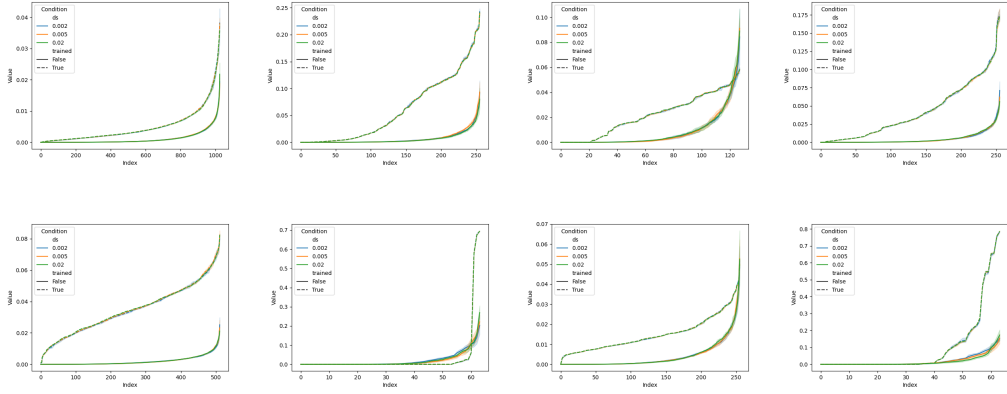 Condition
ds
0.002
0.005
0.02
trained
False
True
0.04
0.03
0.02
0.01
0.00
Value
0 200 400 600 800 1000
Index
Condition
ds
0.002
0.005
0.02
trained
False
True
0.25
0.20
0.15
0.10
0.05
0.00
Value
0 50 100 150 200 250
Index
Condition
ds
0.002
0.005
0.02
trained
False
True
0.10
0.08
0.06
0.04
0.02
0.00
Value
0 20 40 60 80 100 120
Index
Condition
ds
0.002
0.005
0.02
trained
False
True
0.175
0.150
0.125
0.100
0.075
0.050
0.025
0.000
Value
0 50 100 150 200 250
Index
Condition
ds
0.002
0.005
0.02
trained
False
True
0.08
0.06
0.04
0.02
0.00
Value
0 100 200 300 400 500
Index
Condition
ds
0.002
0.005
0.02
trained
False
True
0.7
0.6
0.5
0.4
0.3
0.2
0.1
0.0
Value
0 10 20 30 40 50 60
Index
Condition
ds
0.002
0.005
0.02
trained
False
True
0.07
0.06
0.05
0.04
0.03
0.02
0.01
0.00
Value
0 50 100 150 200 250
Index
Condition
ds
0.002
0.005
0.02
trained
False
True
0.8
0.7
0.6
0.5
0.4
0.3
0.2
0.1
0.0
Value
0 10 20 30 40 50 60
Index